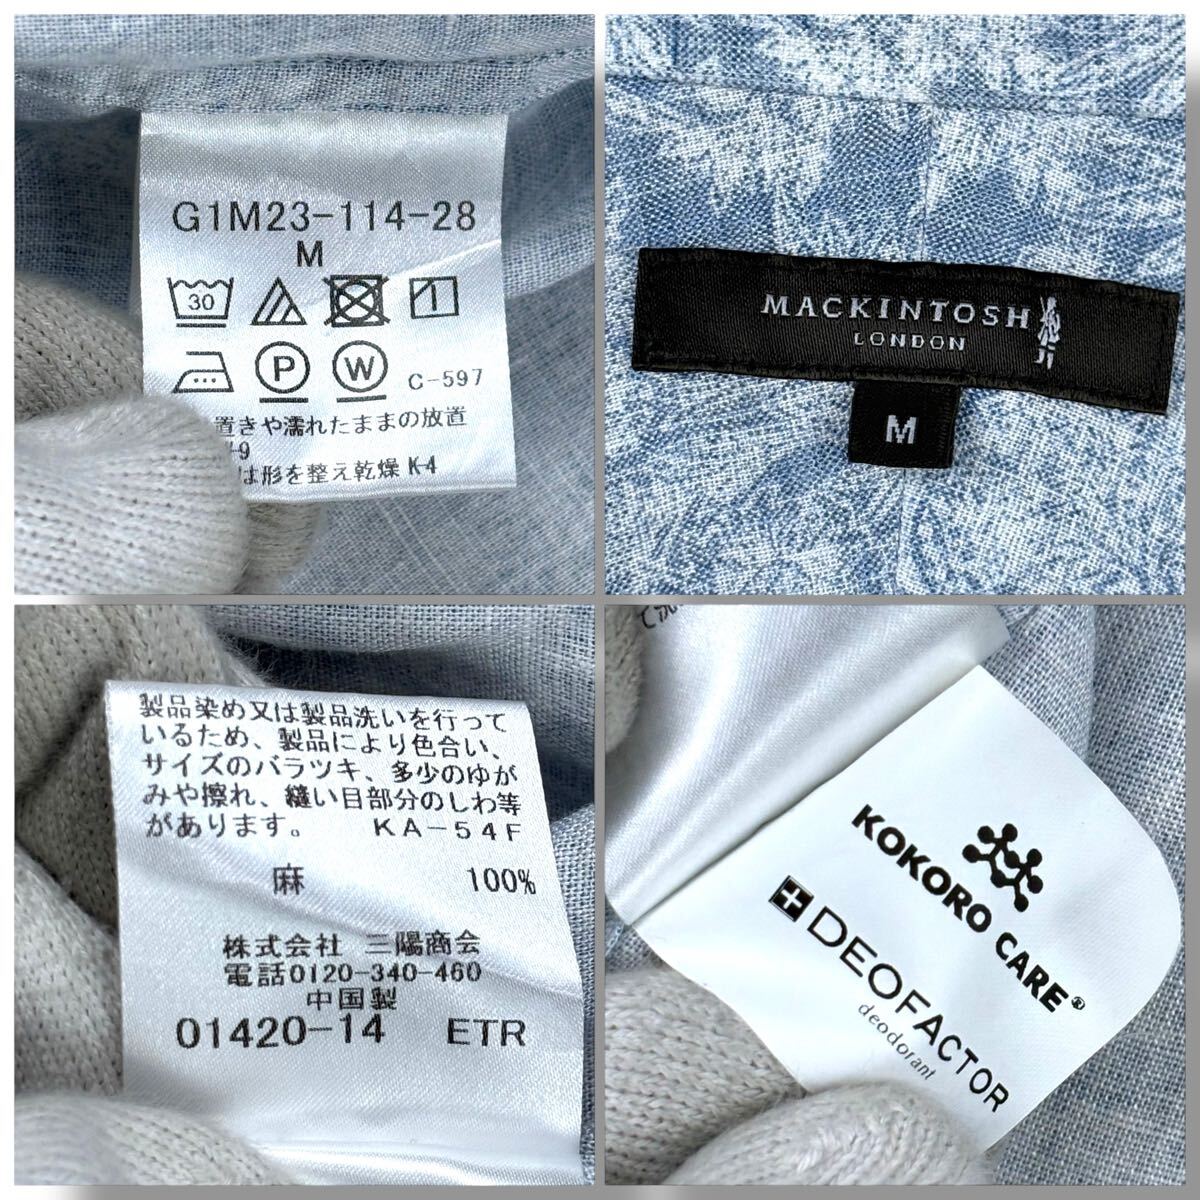 G1M23-114-28
M
30
P W C-597
置きや濡れたままの放置
は形を整え乾燥 K4
MACKINTOSH
LONDON
M
製品染め又は製品洗いを行って
いるため、製品により色合い、
サイズのバラツキ、多少のゆが
みや擦れ、縫い目部分のしわ等
があります。 KA-54F
麻 100%
株式会社 三陽商会
電話0120-340-460
中国製
01420-14 ETR
KOKORO CARE®
DEOFACTOR
deodorant